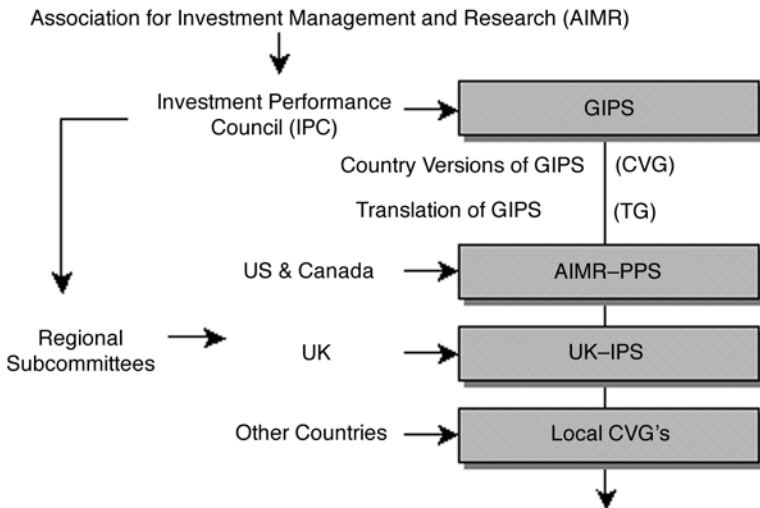 Association for Investment Management and Research (AIMR)
Investment Performance
Council (IPC)
GIPS
Country Versions of GIPS (CVG)
Translation of GIPS (TG)
US & Canada
AIMR–PPS
Regional
Subcommittees
UK
UK–IPS
Other Countries
Local CVG's